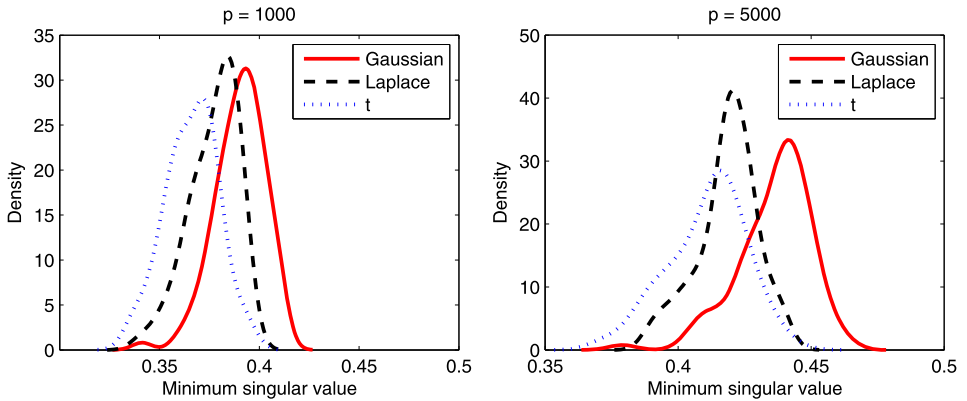 p = 1000
35
30
25
20
15
10
5
0
Density
0.35
0.4
0.45
0.5
Minimum singular value
Gaussian
Laplace
t
p = 5000
50
40
30
20
10
0
Density
0.35
0.4
0.45
0.5
Minimum singular value
Gaussian
Laplace
t